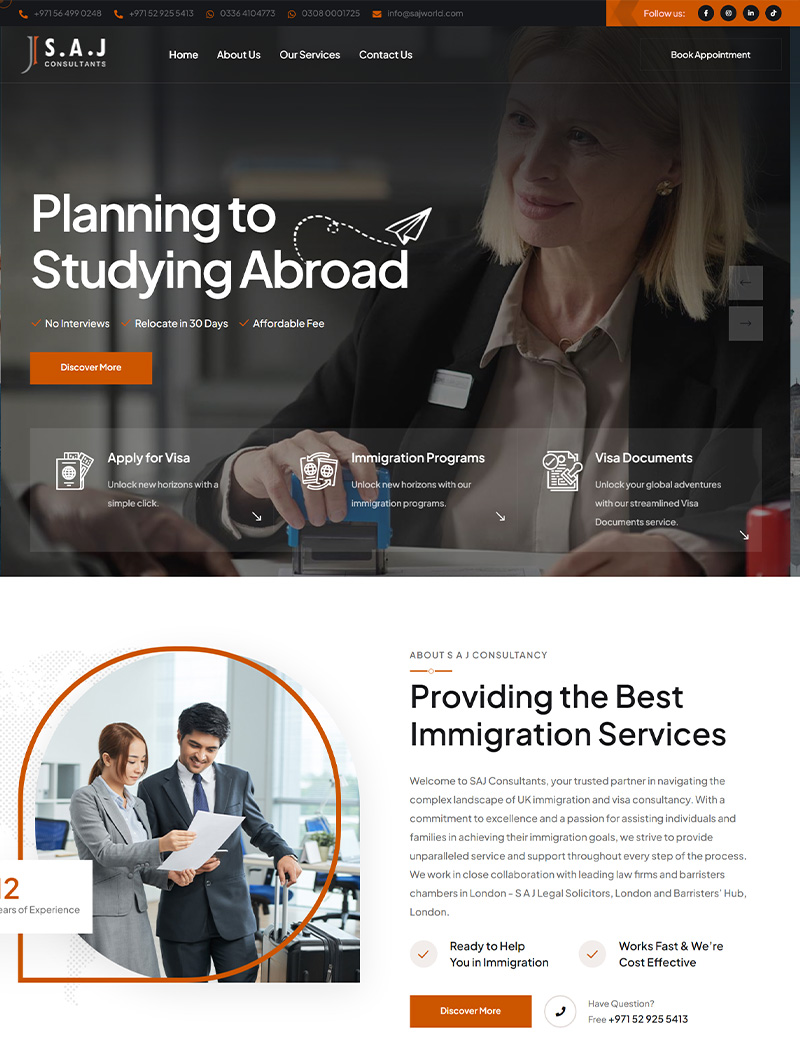 +971 56 499 0248 +971 52 925 5413 0336 4104773 0308 0001725 info@sajworld.com Follow us:
S.A.J
CONSULTANTS
Home About Us Our Services Contact Us Book Appointment
Planning to
Studying Abroad
No Interviews Relocate in 30 Days Affordable Fee
Discover More
Apply for Visa
Unlock new horizons with a
simple click.
Immigration Programs
Unlock new horizons with our
immigration programs.
Visa Documents
Unlock your global adventures
with our streamlined Visa
Documents service.
ABOUT S A J CONSULTANCY
Providing the Best
Immigration Services
Welcome to SAJ Consultants, your trusted partner in navigating the
complex landscape of UK immigration and visa consultancy. With a
commitment to excellence and a passion for assisting individuals and
families in achieving their immigration goals, we strive to provide
unparalleled service and support throughout every step of the process.
We work in close collaboration with leading law firms and barristers
chambers in London - S A J Legal Solicitors, London and Barristers' Hub,
London.
12
ears of Experience
Ready to Help
You in Immigration
Works Fast & We're
Cost Effective
Discover More
Have Question?
Free +971 52 925 5413